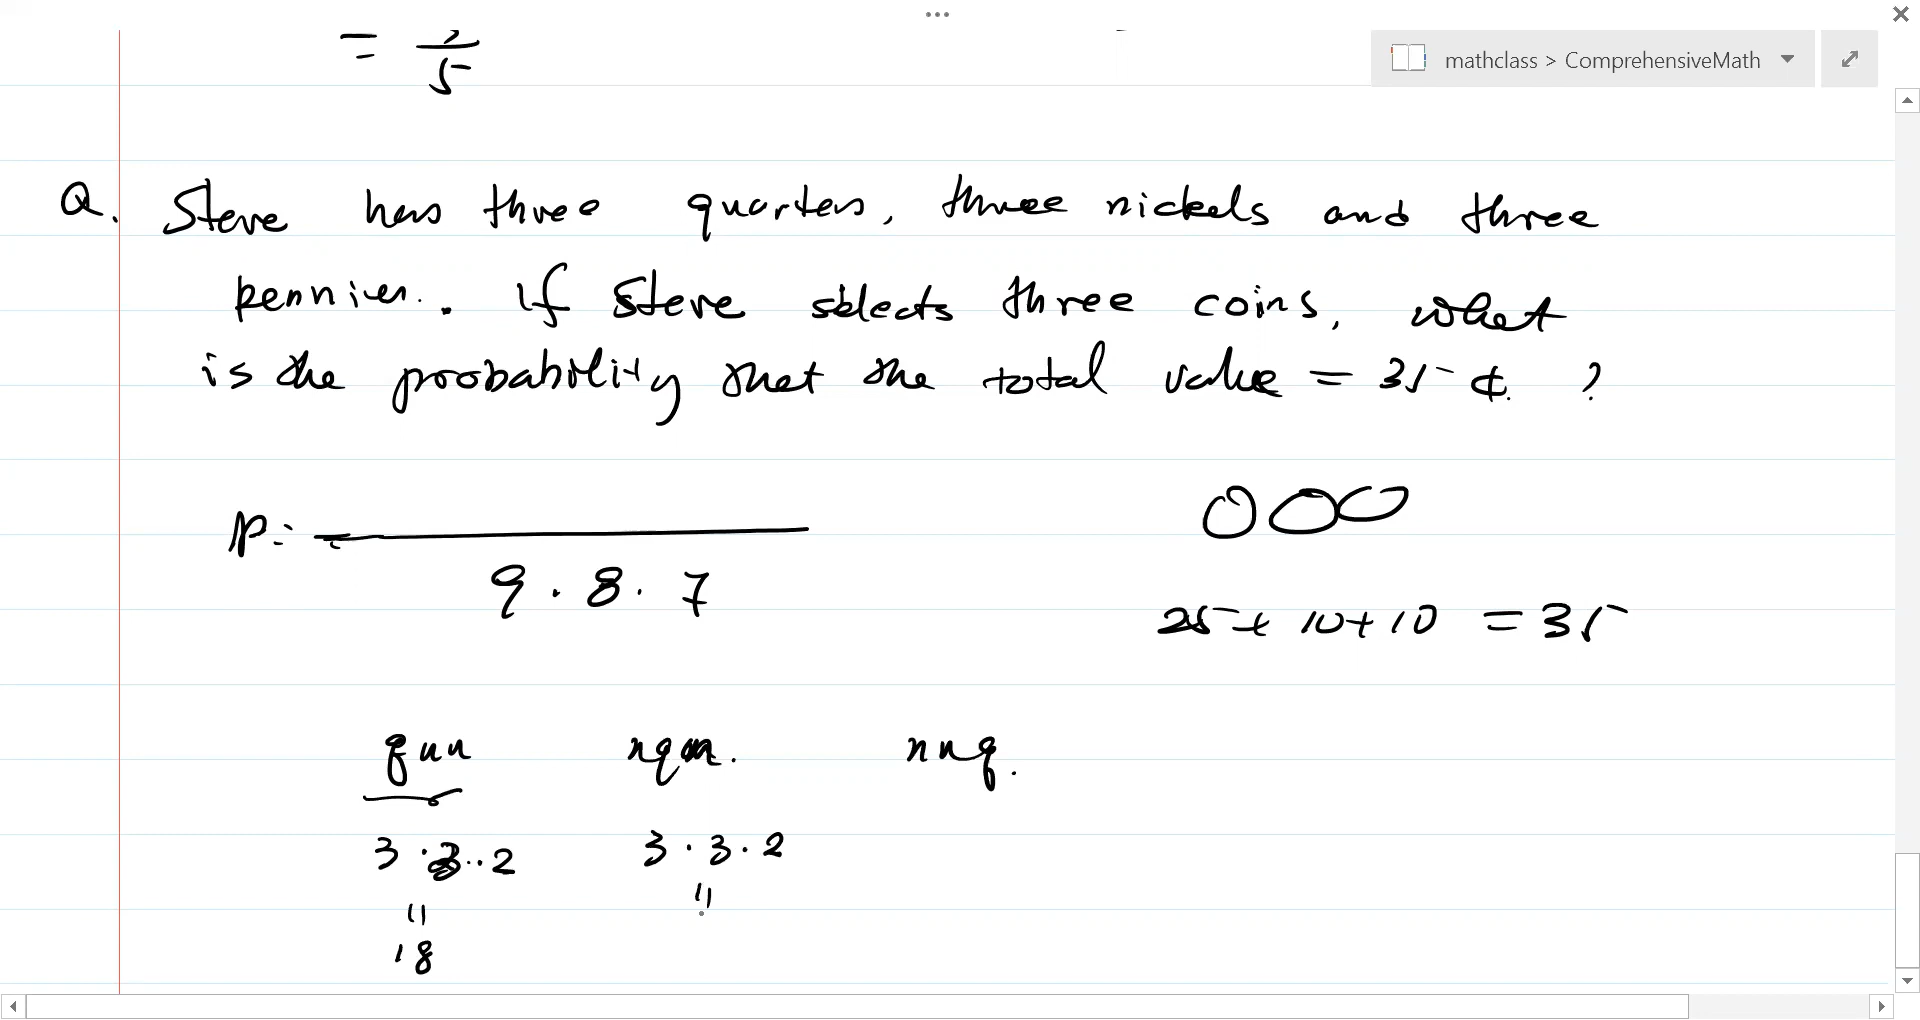 = 5
mathclass > ComprehensiveMath
Q. Steve has three quarters, three nickels and three
pennies.. If Steve selects three coins, what
is the probability that the total value = 35 ¢. ?
P =
9 . 8 . 7
25 + 10 + 10 = 35
qnn nqn. nnq.
3 . 3 .. 2 3 . 3 . 2
11 11
18